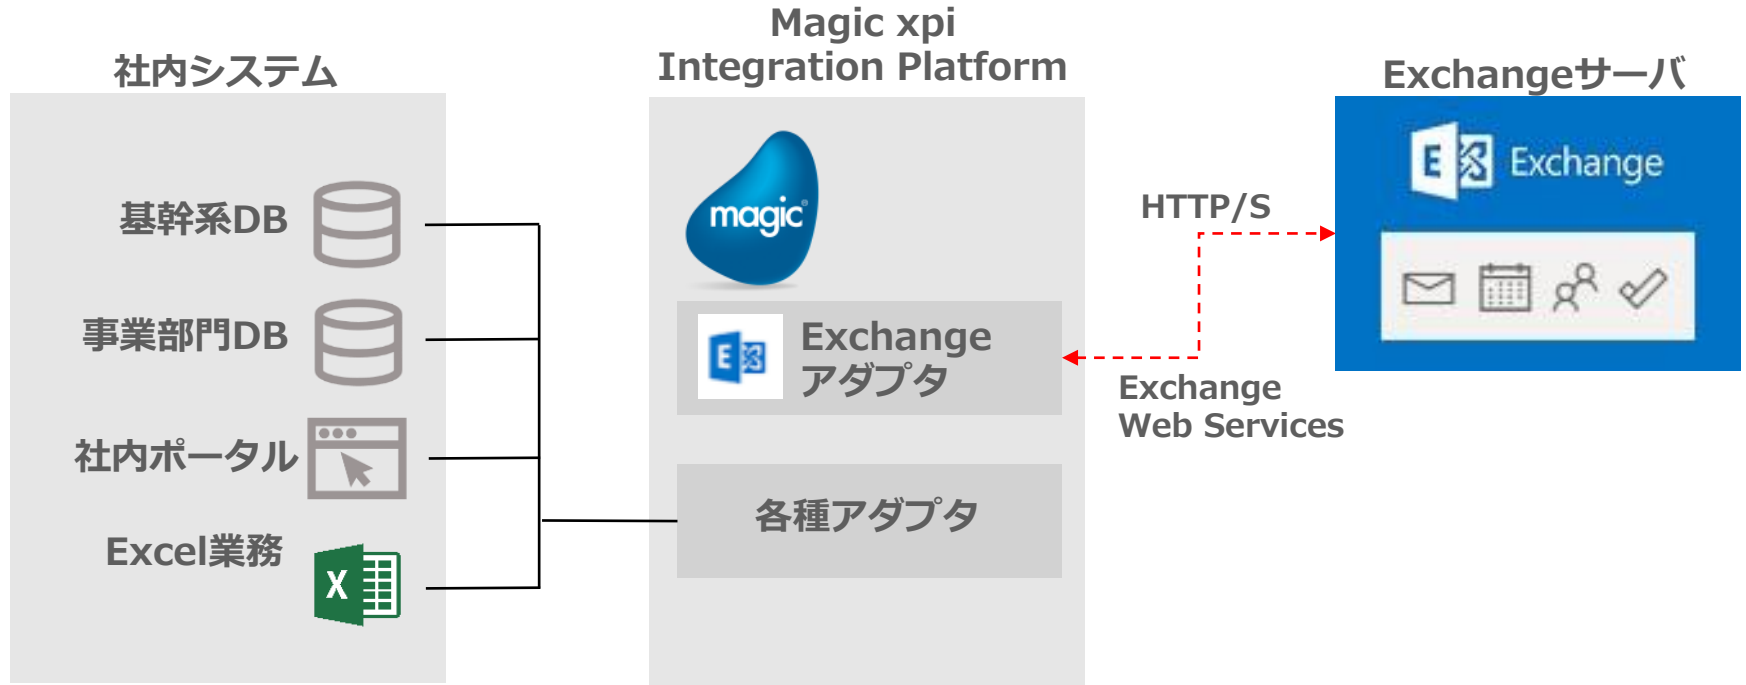 社内システム
基幹系DB
事業部門DB
社内ポータル
Excel業務
X
Magic xpi
Integration Platform
magic®
E
Exchange
アダプタ
各種アダプタ
HTTP/S
Exchange
Web Services
Exchangeサーバ
E
Exchange